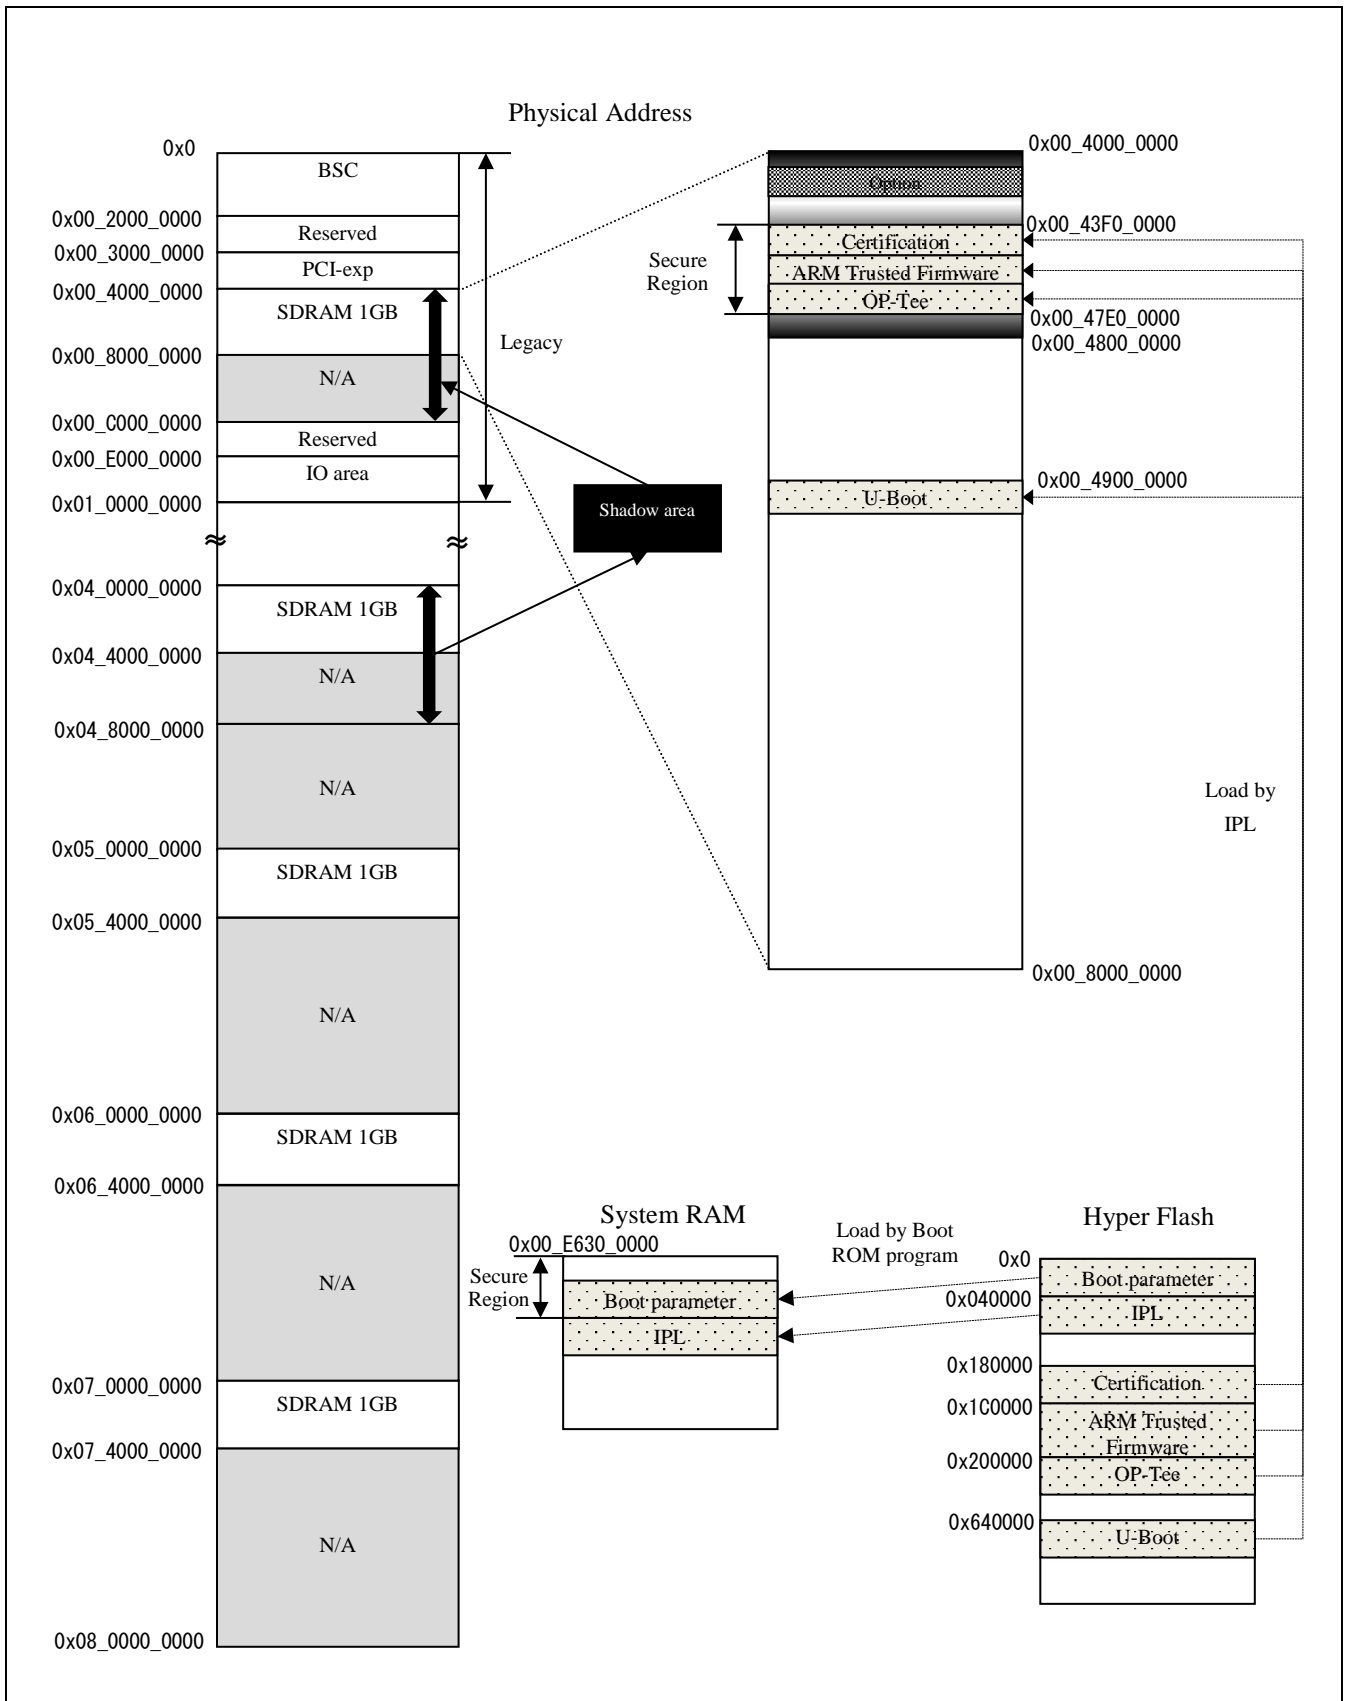 Physical Address
0x0
BSC
0x00_2000_0000
Reserved
0x00_3000_0000
PCI-exp
0x00_4000_0000
SDRAM 1GB
0x00_8000_0000
N/A
0x00_C000_0000
Reserved
0x00_E000_0000
IO area
0x01_0000_0000
Legacy
≈
≈
0x04_0000_0000
SDRAM 1GB
0x04_4000_0000
N/A
0x04_8000_0000
N/A
0x05_0000_0000
SDRAM 1GB
0x05_4000_0000
N/A
0x06_0000_0000
SDRAM 1GB
0x06_4000_0000
N/A
0x07_0000_0000
SDRAM 1GB
0x07_4000_0000
N/A
0x08_0000_0000
Shadow area
0x00_4000_0000
Option
0x00_43F0_0000
Secure
Region
Certification
ARM Trusted Firmware
OP-Tee
0x00_47E0_0000
0x00_4800_0000
0x00_4900_0000
U-Boot
0x00_8000_0000
Load by
IPL
System RAM
0x00_E630_0000
Secure
Region
Boot parameter
IPL
Load by Boot
ROM program
Hyper Flash
0x0
Boot parameter
0x040000
IPL
0x180000
Certification
0x1C0000
ARM Trusted
Firmware
0x200000
OP-Tee
0x640000
U-Boot